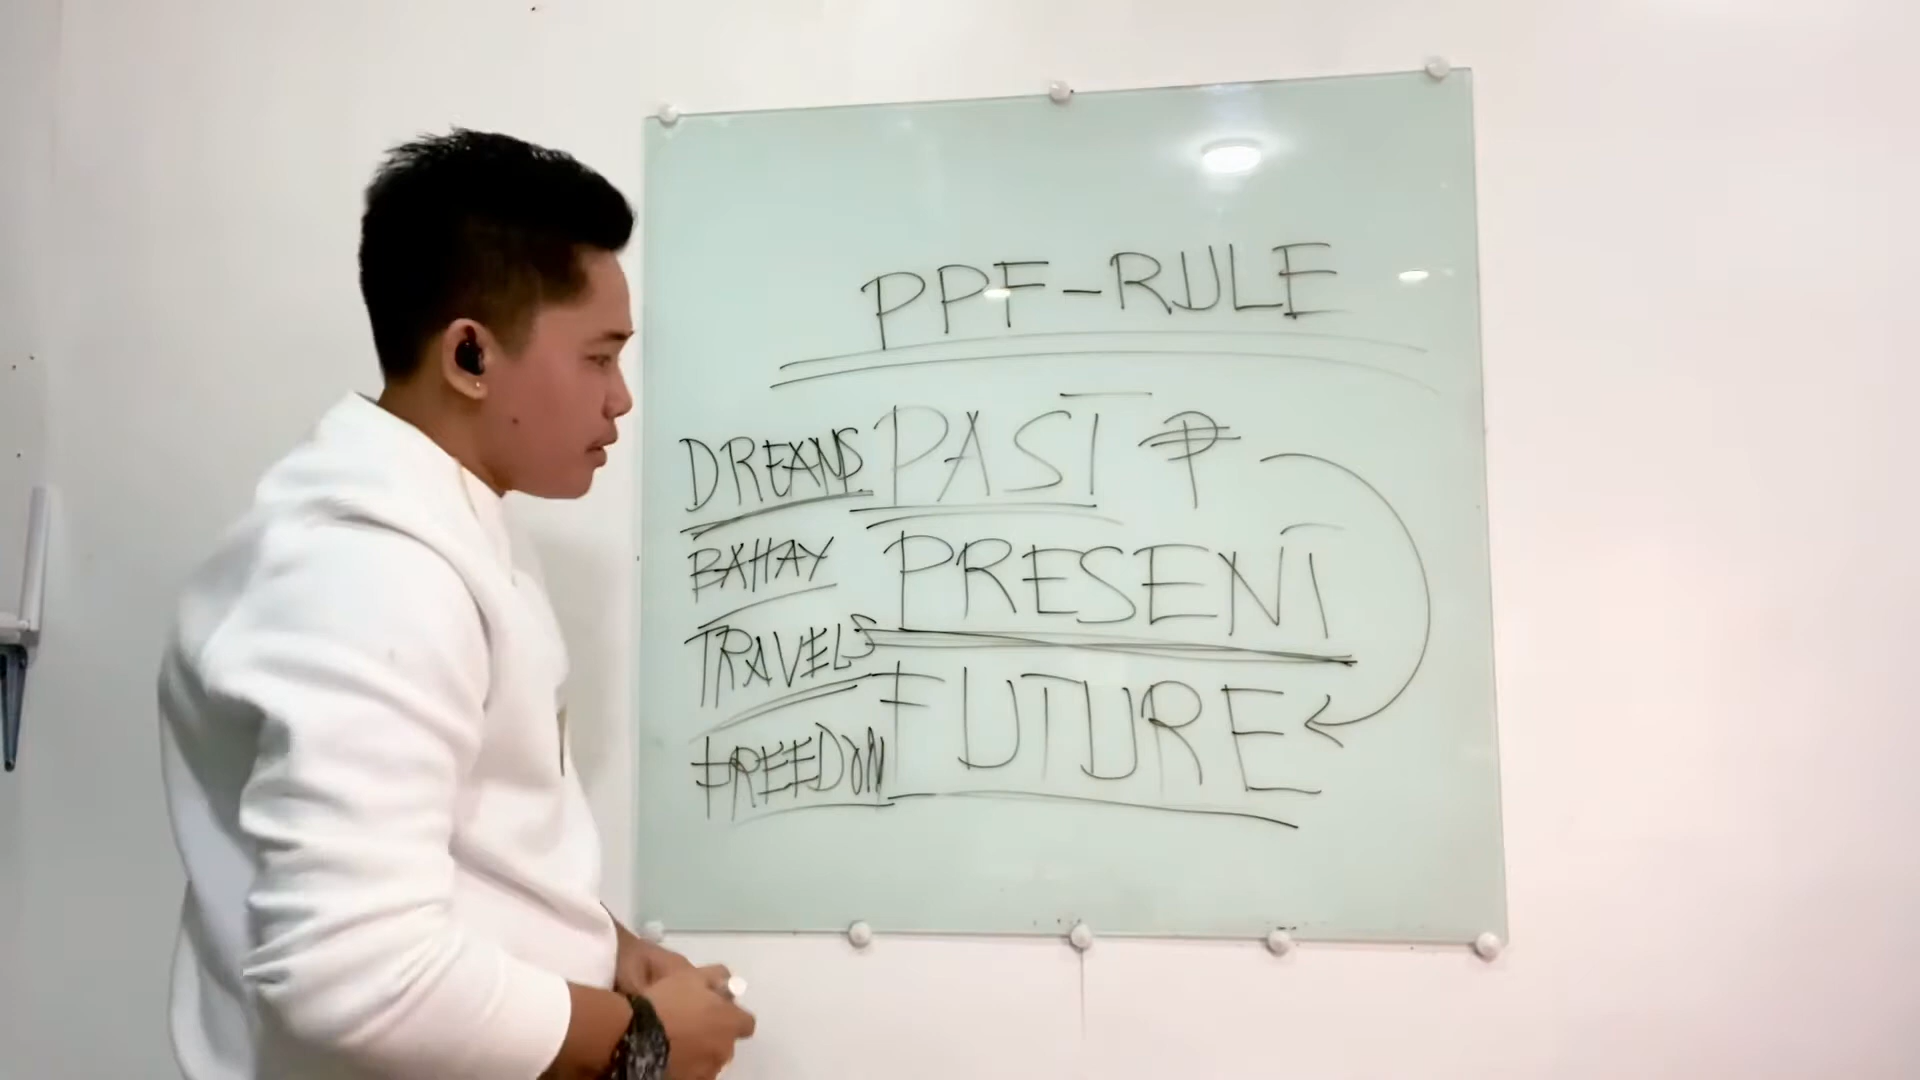 PPF-RULE
DREAMS PAST ₱
BAHAY PRESENT
TRAVELS
FREEDOM FUTURE